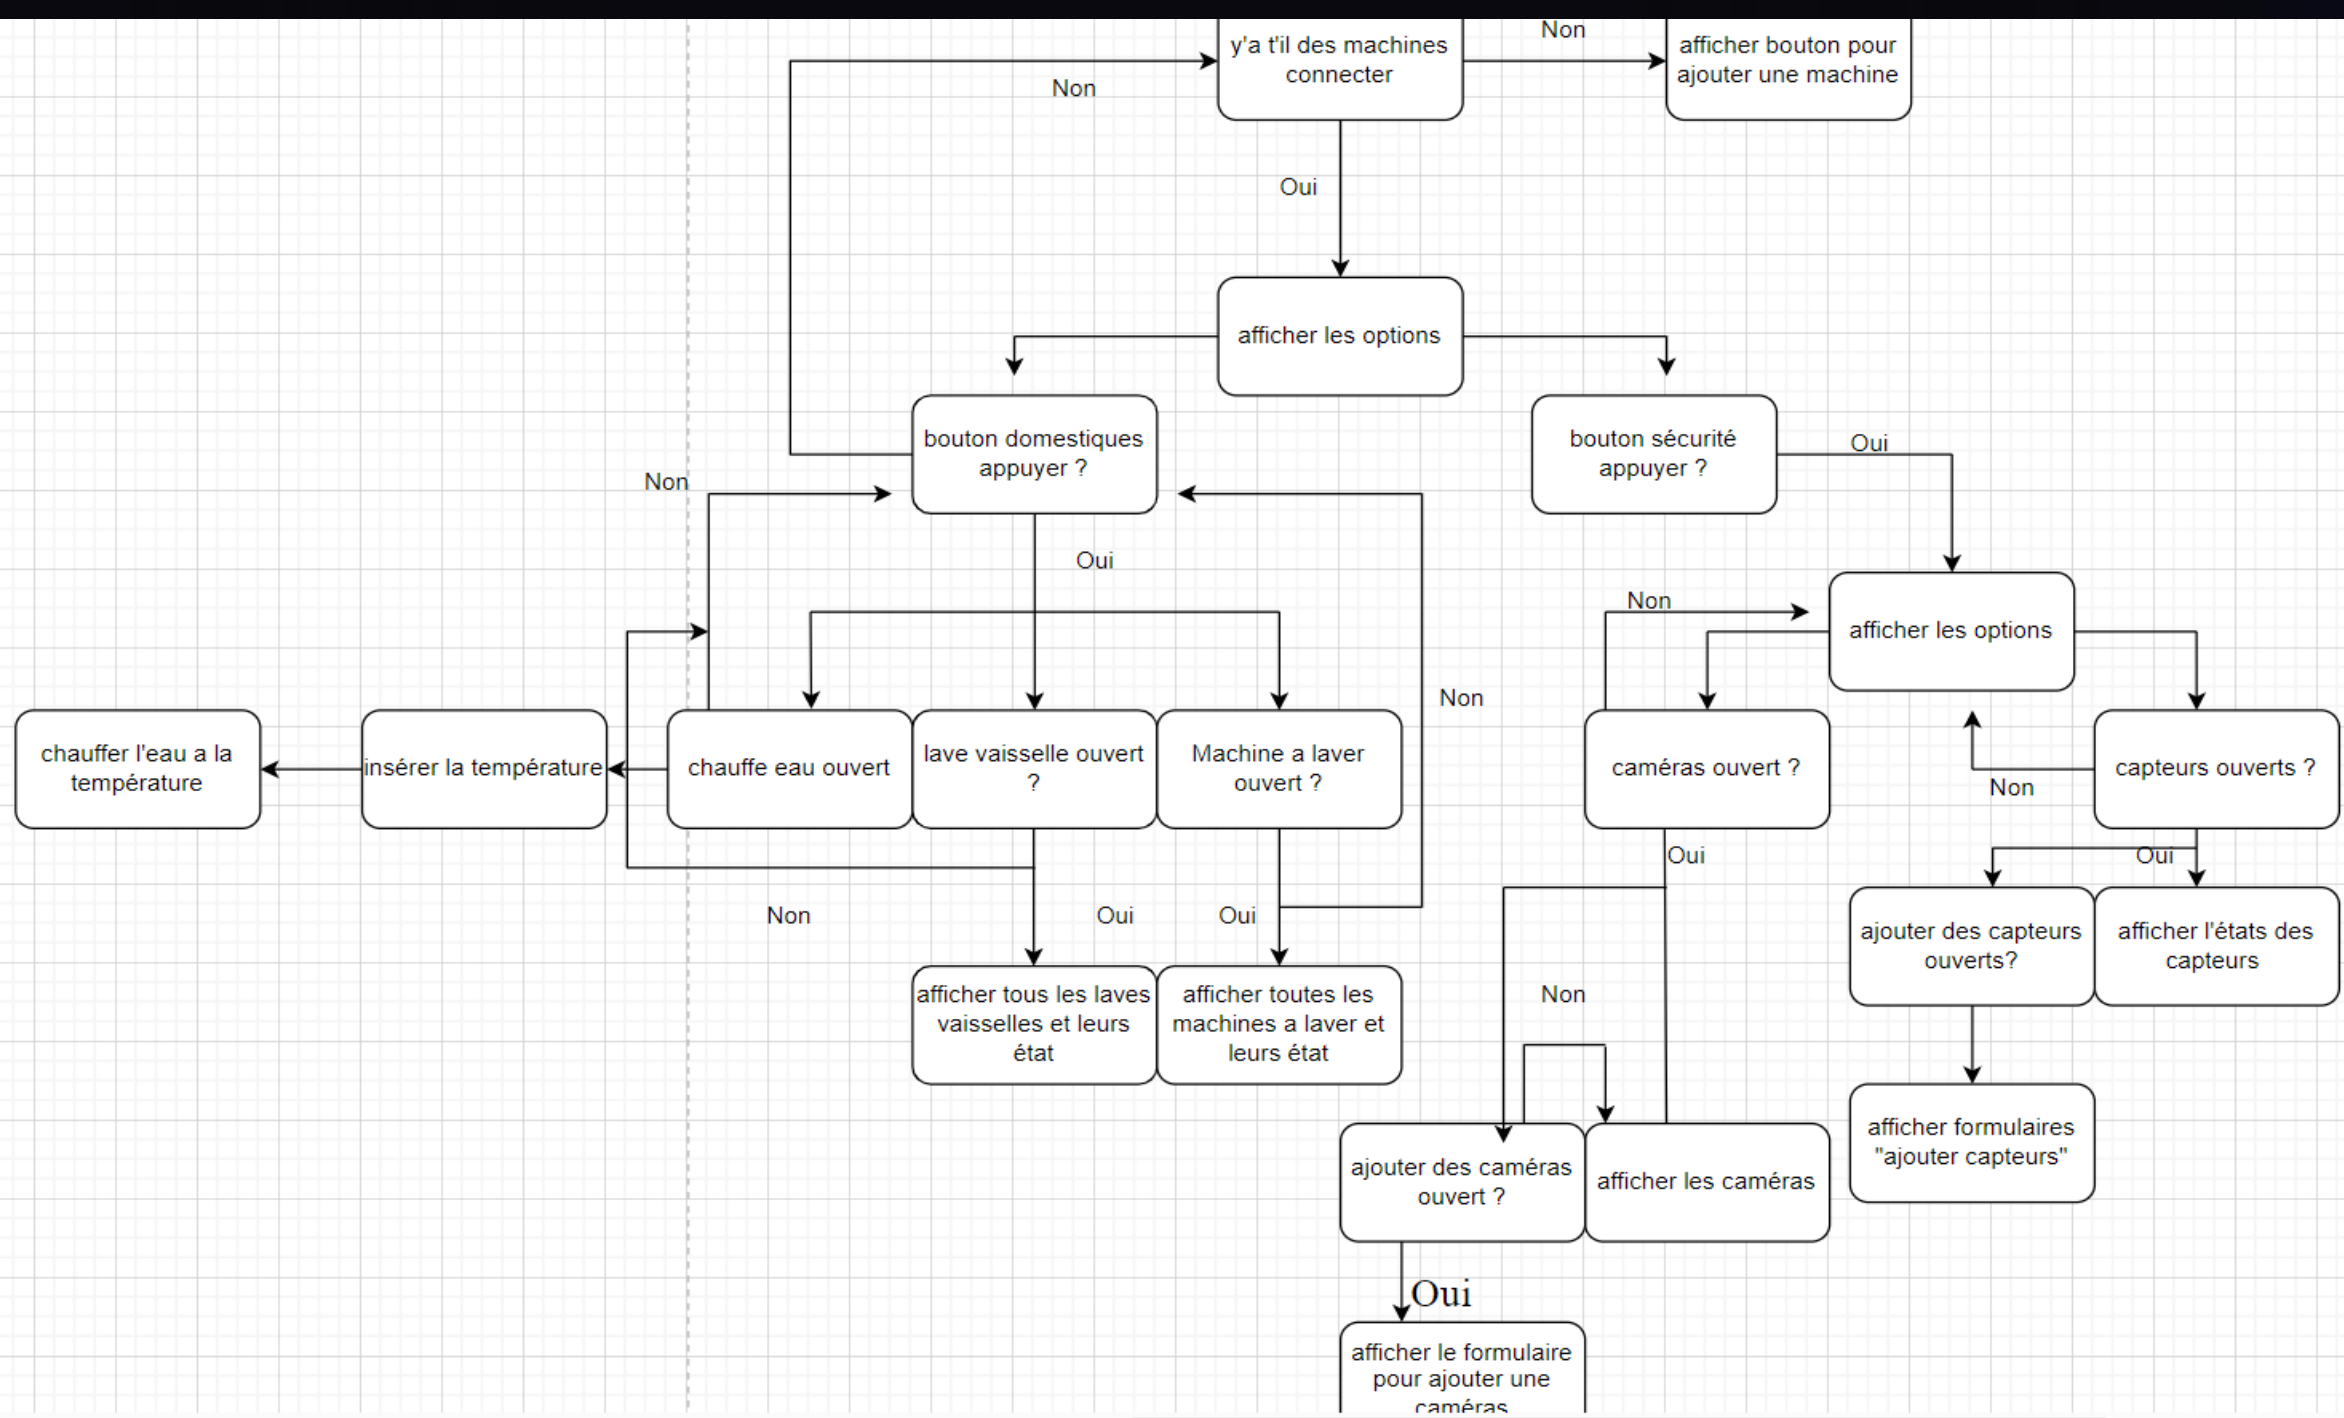 Non
y'a t'il des machines
connecter
afficher bouton pour
ajouter une machine
Non
Oui
afficher les options
bouton domestiques
appuyer ?
bouton sécurité
appuyer ?
Oui
Non
Oui
Non
afficher les options
Non
chauffer l'eau a la
température
insérer la température
chauffe eau ouvert
lave vaisselle ouvert
?
Machine a laver
ouvert ?
caméras ouvert ?
capteurs ouverts ?
Non
Oui
Oui
Non
Oui
Oui
ajouter des capteurs
ouverts?
afficher l'états des
capteurs
afficher tous les laves
vaisselles et leurs
état
afficher toutes les
machines a laver et
leurs état
Non
afficher formulaires
"ajouter capteurs"
ajouter des caméras
ouvert ?
afficher les caméras
Oui
afficher le formulaire
pour ajouter une
caméras